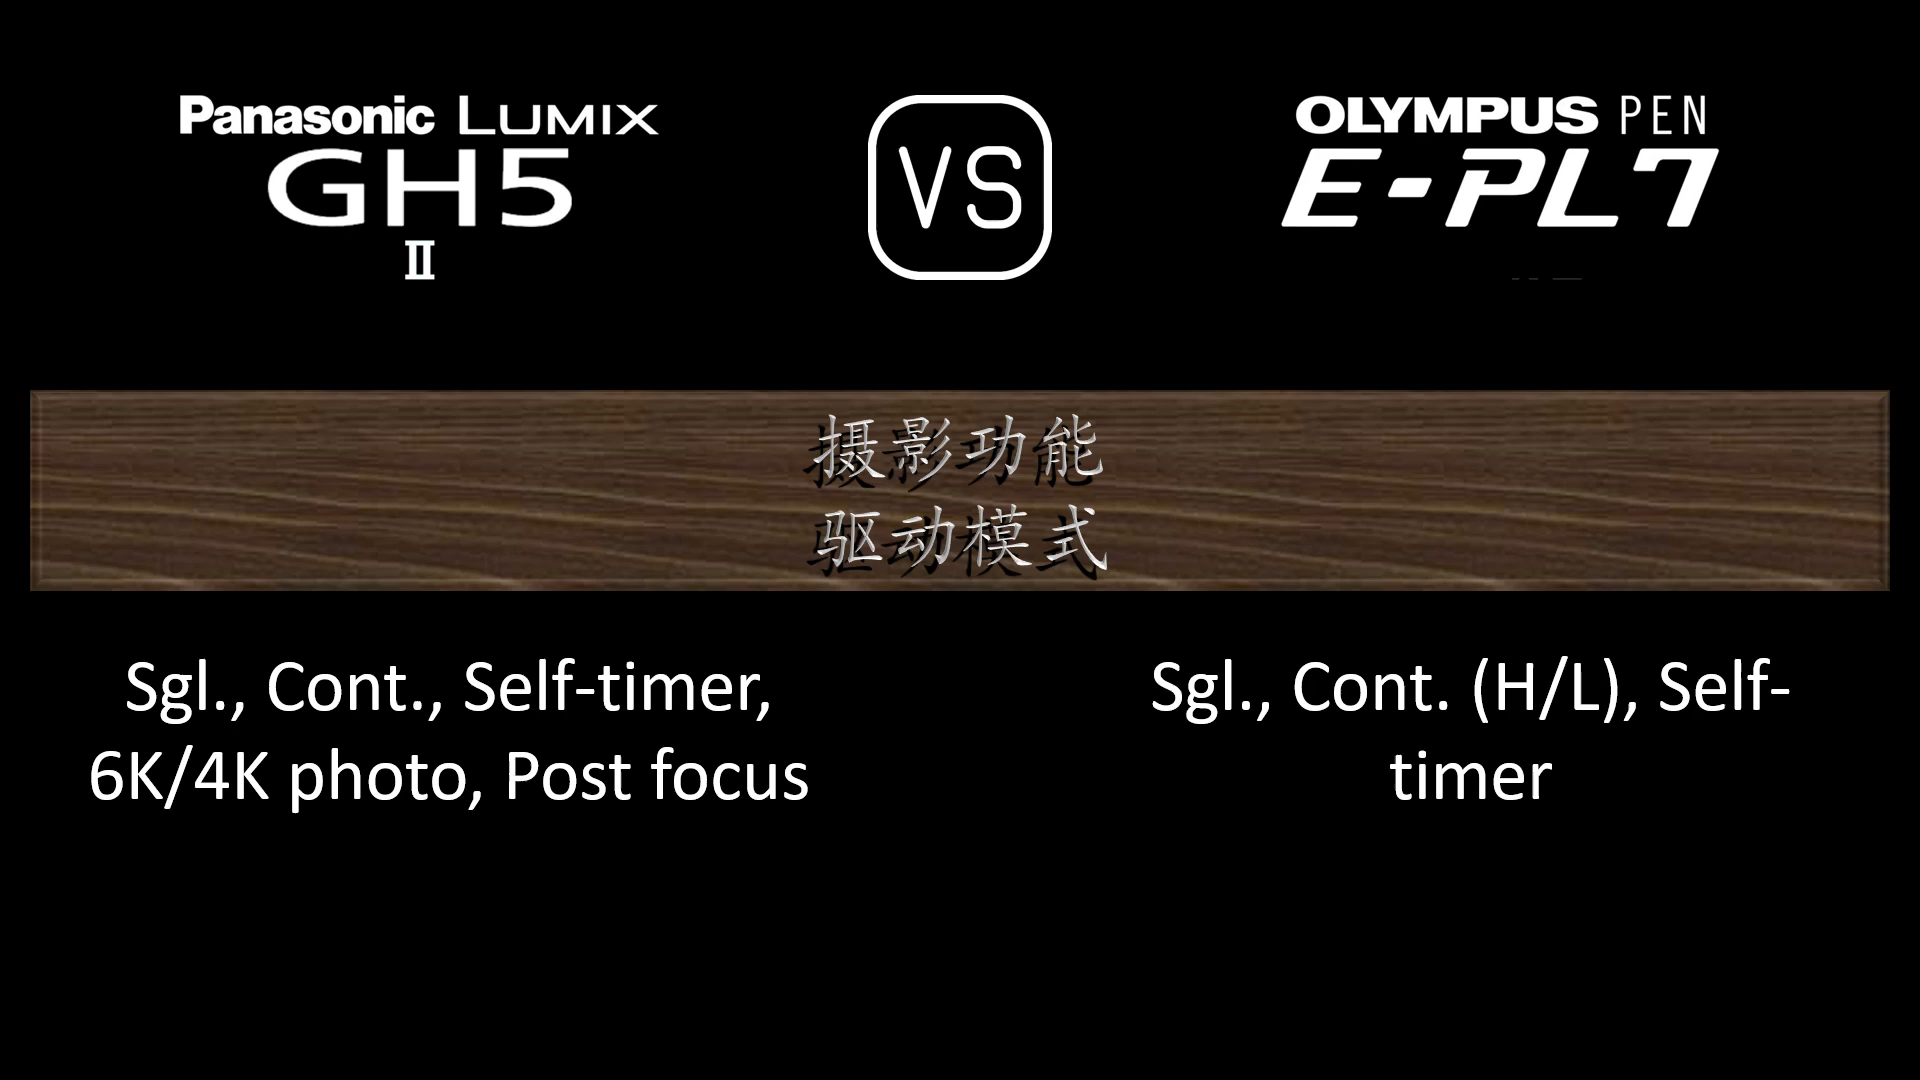 Panasonic LUMIX
GH5
II
VS
OLYMPUS PEN
E-PL7
摄影功能
驱动模式
Sgl., Cont., Self-timer,
6K/4K photo, Post focus
Sgl., Cont. (H/L), Self-
timer